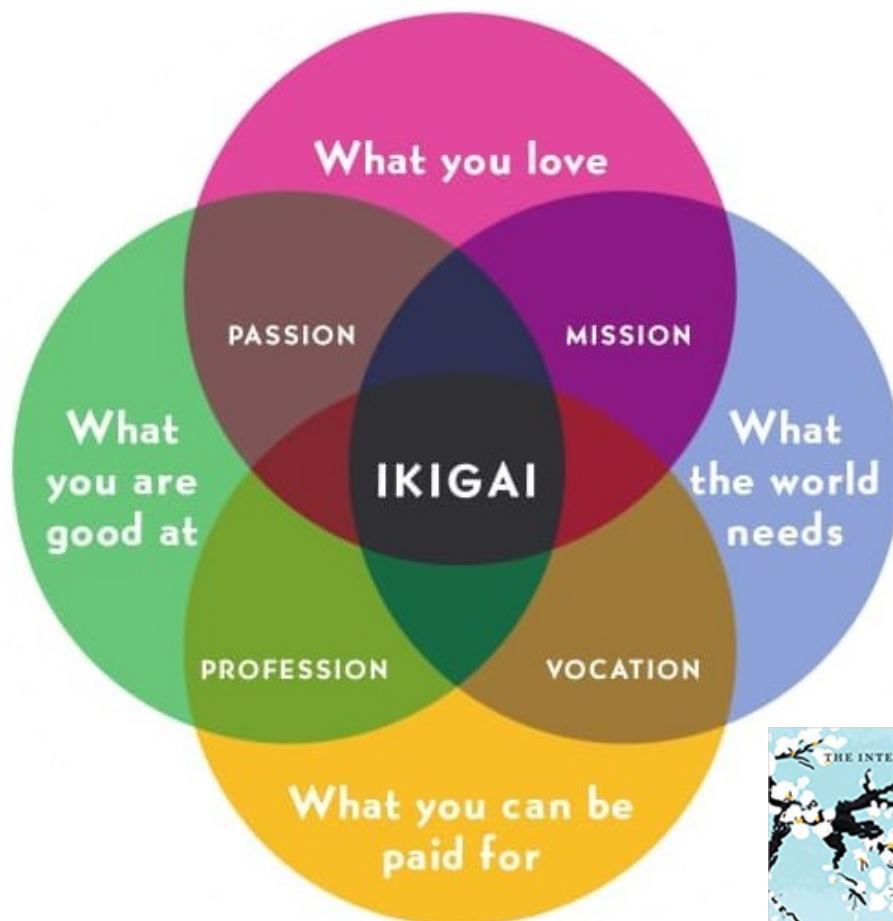 What you love
PASSION
MISSION
What
you are
good at
IKIGAI
What
the world
needs
PROFESSION
VOCATION
What you can be
paid for
THE